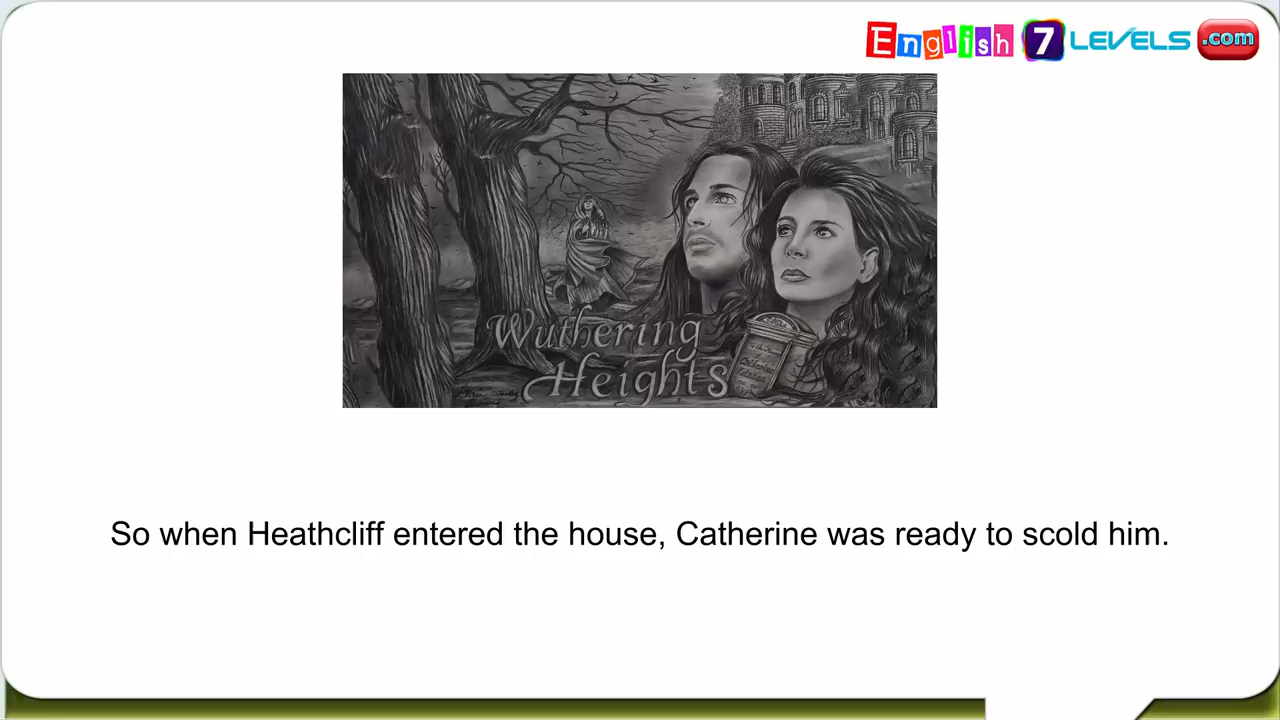 English 7 LEVELS .com
Wuthering
Heights
So when Heathcliff entered the house, Catherine was ready to scold him.